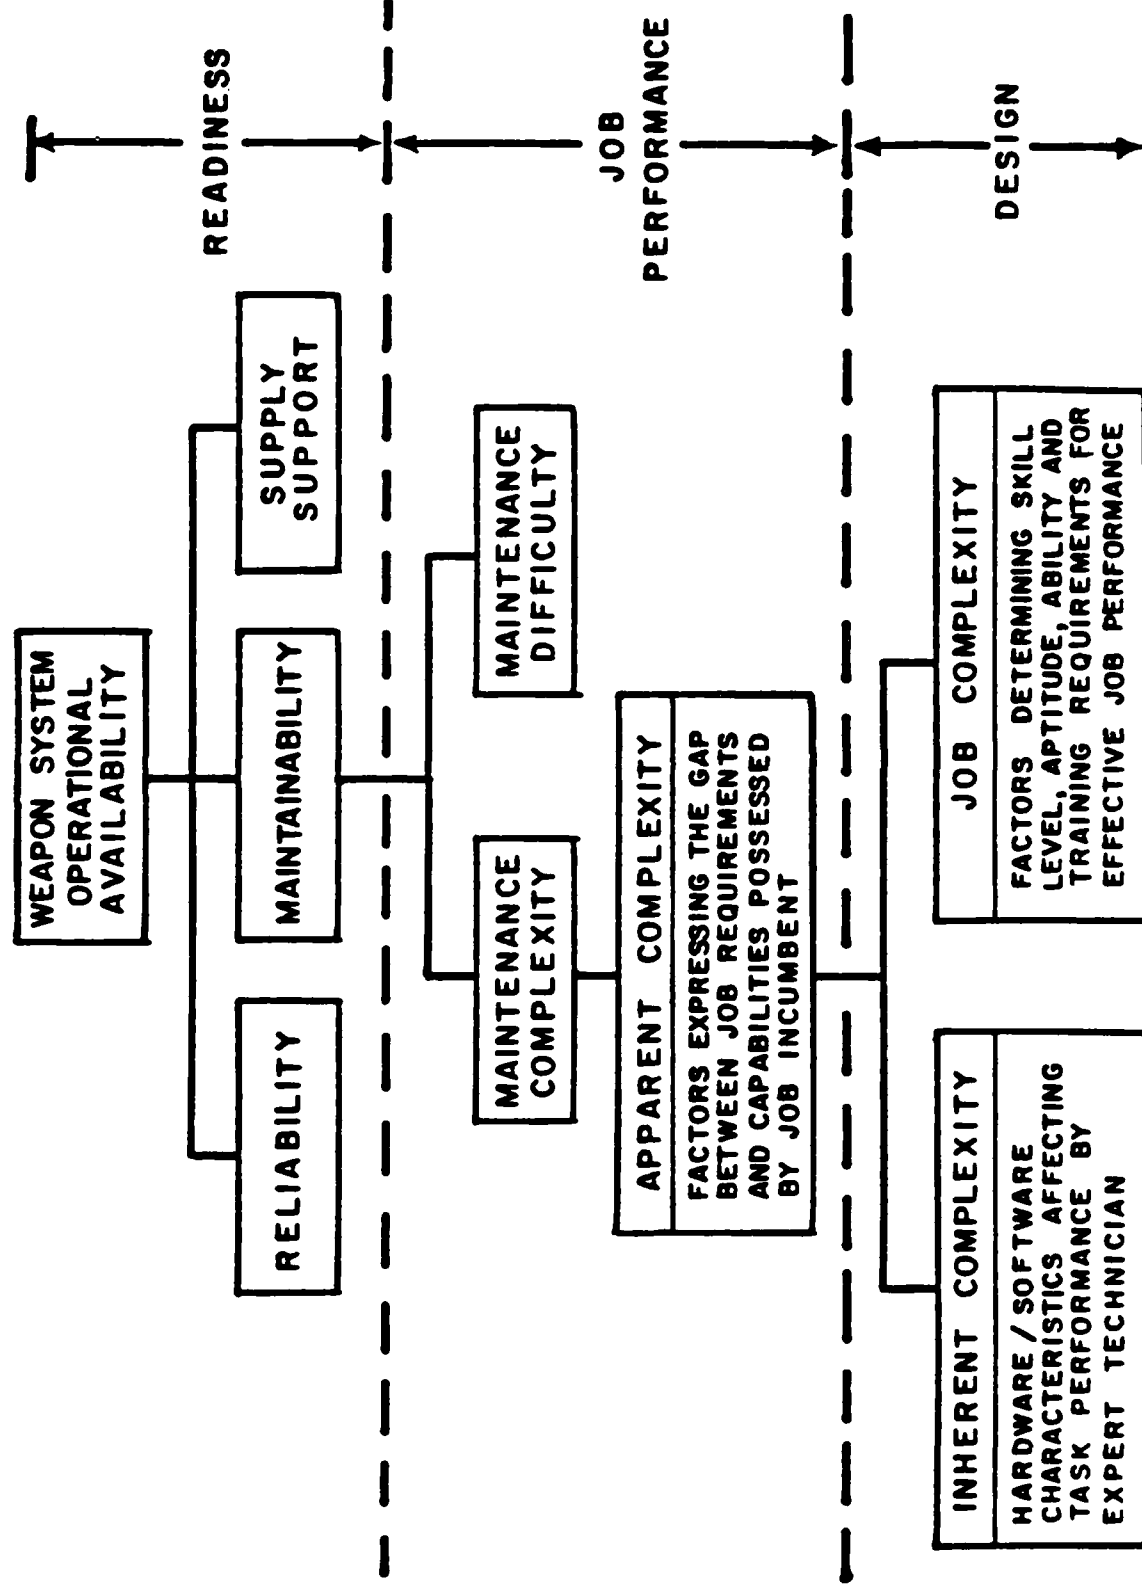 WEAPON SYSTEM
OPERATIONAL
AVAILABILITY
READINESS
RELIABILITY
MAINTAINABILITY
SUPPLY
SUPPORT
MAINTENANCE
COMPLEXITY
MAINTENANCE
DIFFICULTY
JOB
PERFORMANCE
APPARENT COMPLEXITY
FACTORS EXPRESSING THE GAP
BETWEEN JOB REQUIREMENTS
AND CAPABILITIES POSSESSED
BY JOB INCUMBENT
INHERENT COMPLEXITY
HARDWARE/SOFTWARE
CHARACTERISTICS AFFECTING
TASK PERFORMANCE BY
EXPERT TECHNICIAN
JOB COMPLEXITY
FACTORS DETERMINING SKILL
LEVEL, APTITUDE, ABILITY AND
TRAINING REQUIREMENTS FOR
EFFECTIVE JOB PERFORMANCE
DESIGN